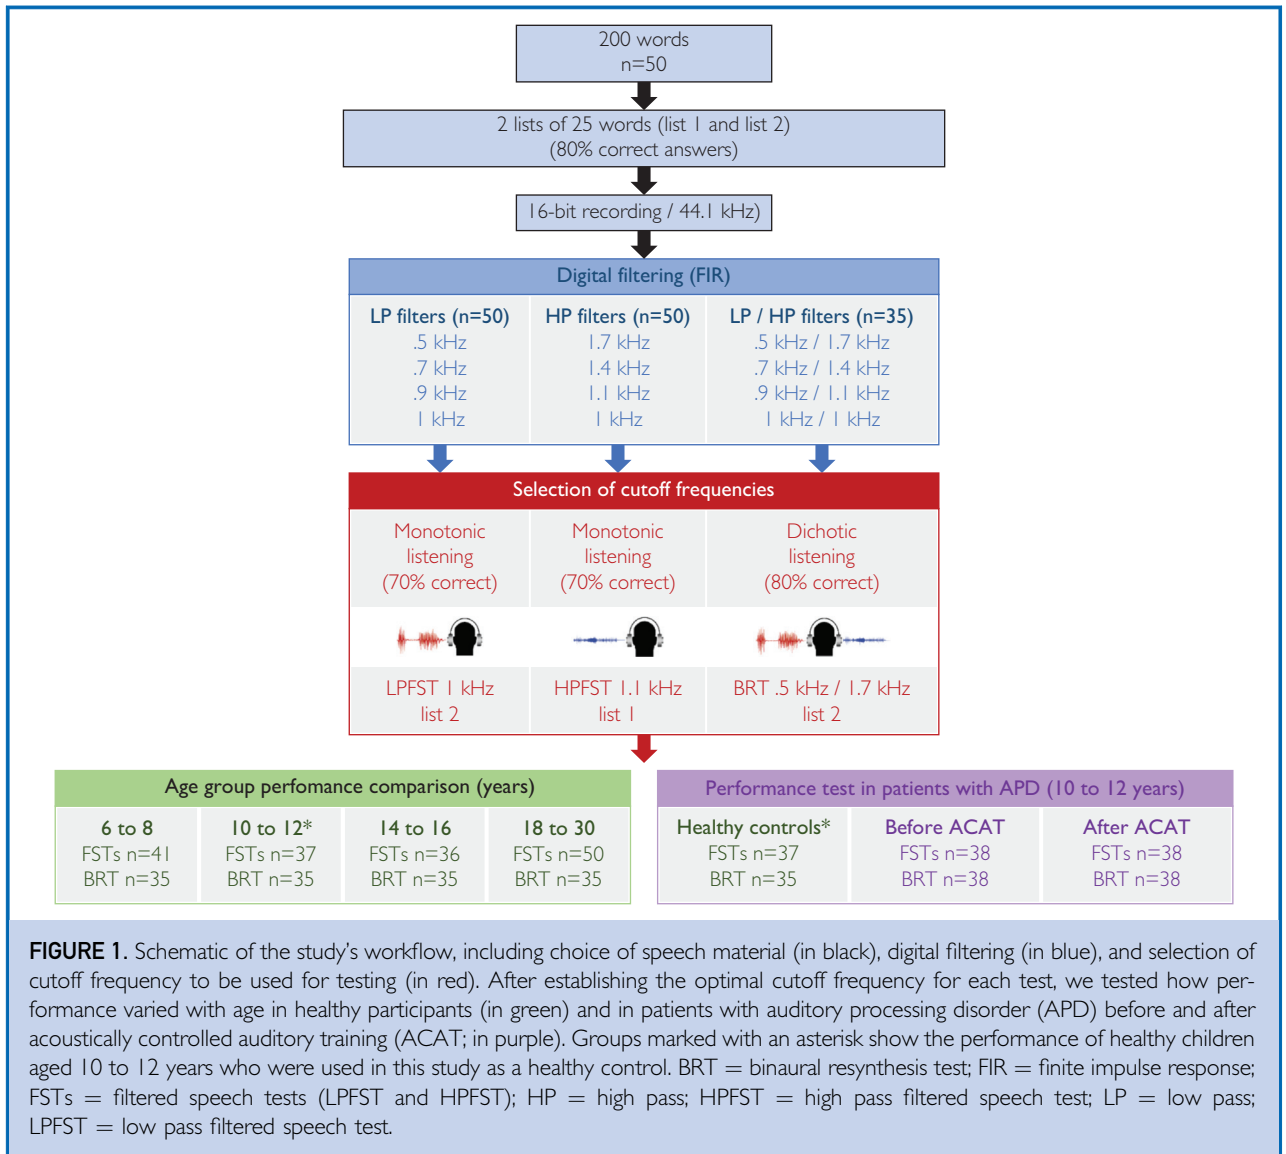 200 words
n=50
2 lists of 25 words (list 1 and list 2)
(80% correct answers)
16-bit recording / 44.1 kHz)
Digital filtering (FIR)
LP filters (n=50)
.5 kHz
.7 kHz
.9 kHz
1 kHz
HP filters (n=50)
1.7 kHz
1.4 kHz
1.1 kHz
1 kHz
LP / HP filters (n=35)
.5 kHz / 1.7 kHz
.7 kHz / 1.4 kHz
.9 kHz / 1.1 kHz
1 kHz / 1 kHz
Selection of cutoff frequencies
Monotonic
listening
(70% correct)
Monotonic
listening
(70% correct)
Dichotic
listening
(80% correct)
LPFST 1 kHz
list 2
HPFST 1.1 kHz
list 1
BRT .5 kHz / 1.7 kHz
list 2
Age group perfomance comparison (years)
6 to 8
FSTs n=41
BRT n=35
10 to 12*
FSTs n=37
BRT n=35
14 to 16
FSTs n=36
BRT n=35
18 to 30
FSTs n=50
BRT n=35
Performance test in patients with APD (10 to 12 years)
Healthy controls*
FSTs n=37
BRT n=35
Before ACAT
FSTs n=38
BRT n=38
After ACAT
FSTs n=38
BRT n=38
FIGURE 1. Schematic of the study's workflow, including choice of speech material (in black), digital filtering (in blue), and selection of
cutoff frequency to be used for testing (in red). After establishing the optimal cutoff frequency for each test, we tested how per-
formance varied with age in healthy participants (in green) and in patients with auditory processing disorder (APD) before and after
acoustically controlled auditory training (ACAT; in purple). Groups marked with an asterisk show the performance of healthy children
aged 10 to 12 years who were used in this study as a healthy control. BRT = binaural resynthesis test; FIR = finite impulse response;
FSTs = filtered speech tests (LPFST and HPFST); HP = high pass; HPFST = high pass filtered speech test; LP = low pass;
LPFST = low pass filtered speech test.